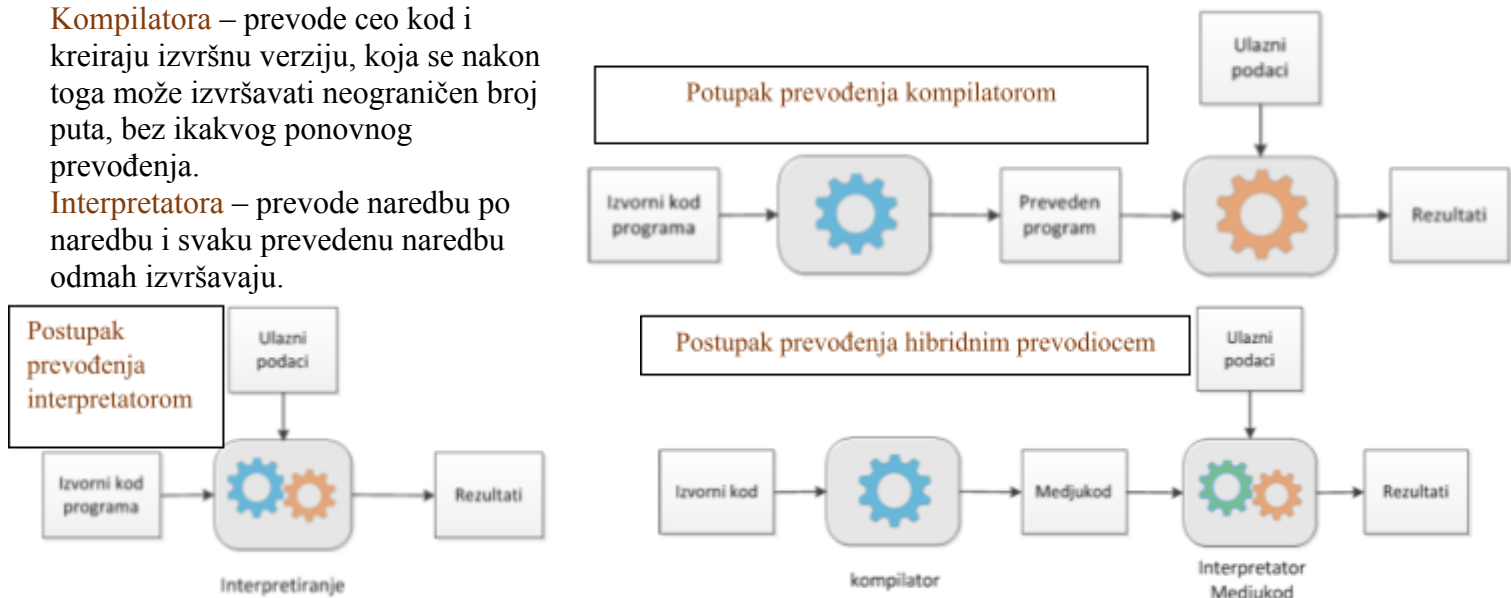 Kompilatora – prevode ceo kod i
kreiraju izvršnu verziju, koja se nakon
toga može izvršavati neograničen broj
puta, bez ikakvog ponovnog
prevođenja.
Interpretatora – prevode naredbu po
naredbu i svaku prevedenu naredbu
odmah izvršavaju.
Potupak prevođenja kompilatorom
Ulazni
podaci
Izvorni kod
programa
Preveden
program
Rezultati
Postupak
prevođenja
interpretatorom
Ulazni
podaci
Izvorni kod
programa
Rezultati
Interpretiranje
Postupak prevođenja hibridnim prevodiocem
Ulazni
podaci
Izvorni kod
Medjukod
Rezultati
kompilator
Interpretator
Medjukod